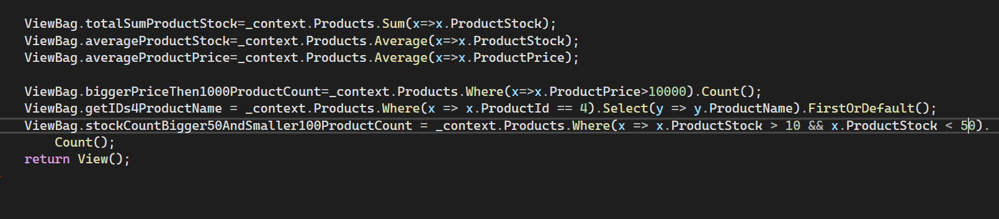 ViewBag.totalSumProductStock=_context.Products.Sum(x=>x.ProductStock);
ViewBag.averageProductStock=_context.Products.Average(x=>x.ProductStock);
ViewBag.averageProductPrice=_context.Products.Average(x=>x.ProductPrice);
ViewBag.biggerPriceThen1000ProductCount=_context.Products.Where(x=>x.ProductPrice>10000).Count();
ViewBag.getIDs4ProductName = _context.Products.Where(x => x.ProductId == 4).Select(y => y.ProductName).FirstOrDefault();
ViewBag.stockCountBigger50AndSmaller100ProductCount = _context.Products.Where(x => x.ProductStock > 10 && x.ProductStock < 50).
Count();
return View();